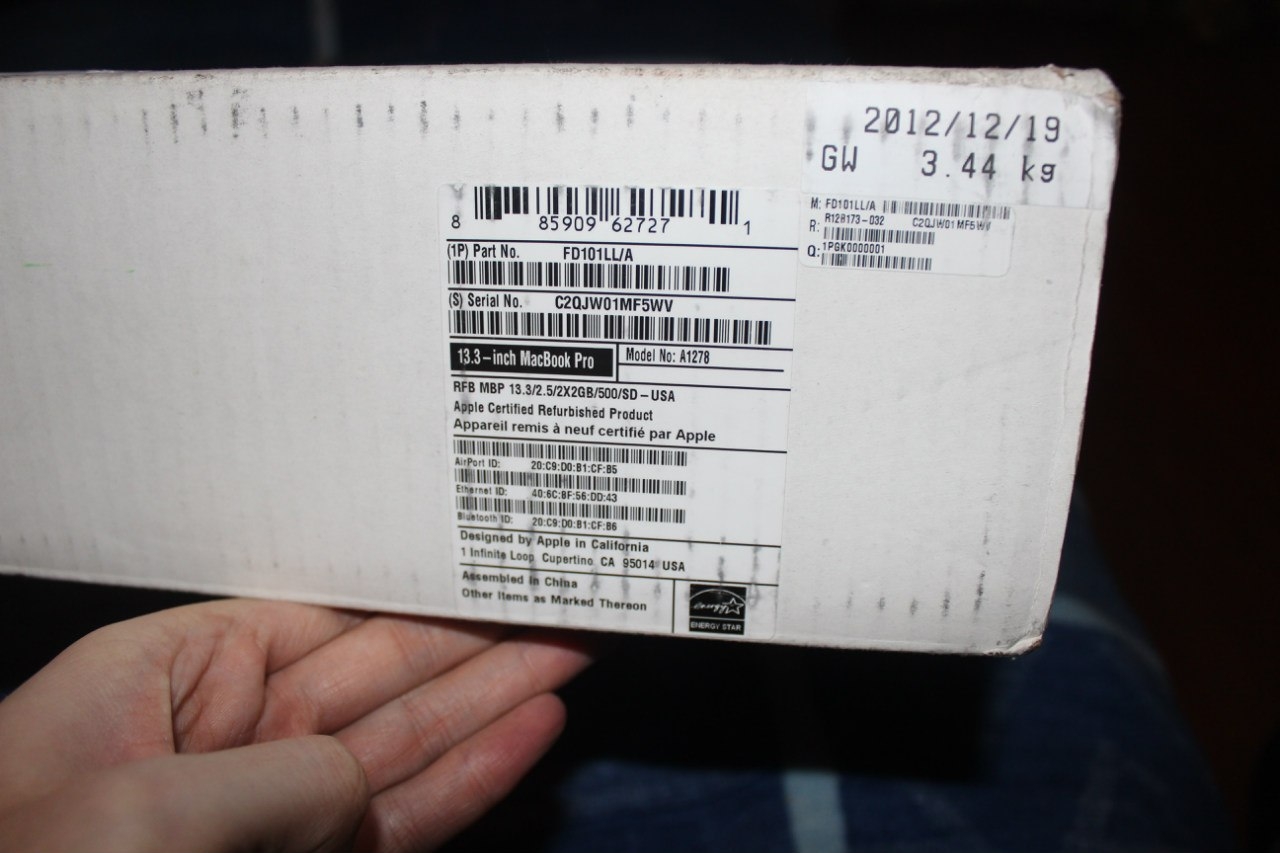 2012/12/19
GW 3.44 kg
M: FD101LL/A
R: R128173-032 C2QJW01MF5WV
Q: 1PGK0000001
8 85909 62727 1
(1P) Part No. FD101LL/A
(S) Serial No. C2QJW01MF5WV
13.3-inch MacBook Pro Model No: A1278
RFB MBP 13.3/2.5/2X2GB/500/SD – USA
Apple Certified Refurbished Product
Appareil remis à neuf certifié par Apple
AirPort ID: 20:C9:D0:B1:CF:B5
Ethernet ID: 40:6C:8F:56:DD:43
Bluetooth ID: 20:C9:D0:B1:CF:B6
Designed by Apple in California
1 Infinite Loop Cupertino CA 95014 USA
Assembled in China
Other Items as Marked Thereon
energy
ENERGY STAR